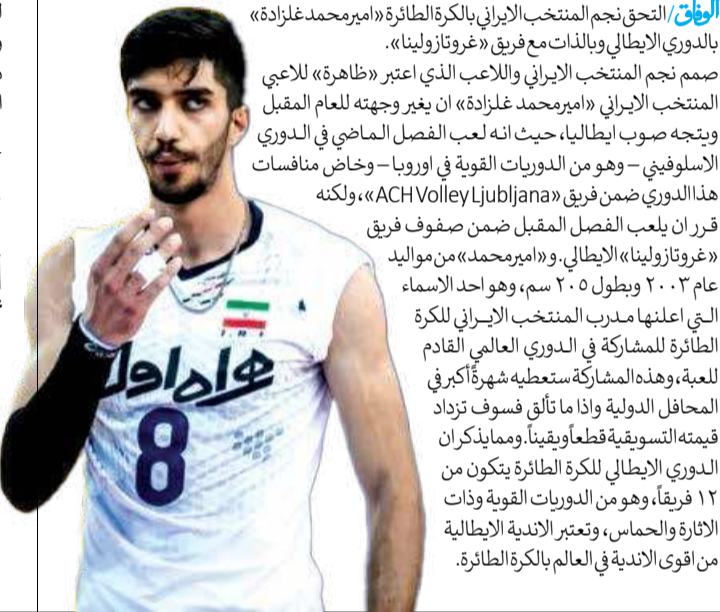 الوفاق/ التحق نجم المنتخب الايراني بالكرة الطائرة «اميرمحمد غلزادة»
بالدوري الايطالي وبالذات مع فريق «غروتازولينا».
صمم نجم المنتخب الايراني واللاعب الذي اعتبر «ظاهرة» للاعبي
المنتخب الايراني «اميرمحمد غلزادة» ان يغير وجهته للعام المقبل
ويتجه صوب ايطاليا، حيث انه لعب الفصل الماضي في الدوري
الاسلوفيني – وهو من الدوريات القوية في اوروبا – وخاض منافسات
هذا الدوري ضمن فريق «ACH Volley Ljubljana»، ولكنه
قرر ان يلعب الفصل المقبل ضمن صفوف فريق
«غروتازولينا» الايطالي. و«اميرمحمد» من مواليد
عام ٢٠٠٣ وبطول ٢٠٥ سم، وهو احد الاسماء
التي اعلنها مدرب المنتخب الايراني للكرة
الطائرة للمشاركة في الدوري العالمي القادم
للعبة، وهذه المشاركة ستعطيه شهرةً أكبر في
المحافل الدولية واذا ما تألق فسوف تزداد
قيمته التسويقية قطعاً ويقيناً. ومما يذكر ان
الدوري الايطالي للكرة الطائرة يتكون من
١٢ فريقاً، وهو من الدوريات القوية وذات
الاثارة والحماس، وتعتبر الاندية الايطالية
من اقوى الاندية في العالم بالكرة الطائرة.
همراه اول
8